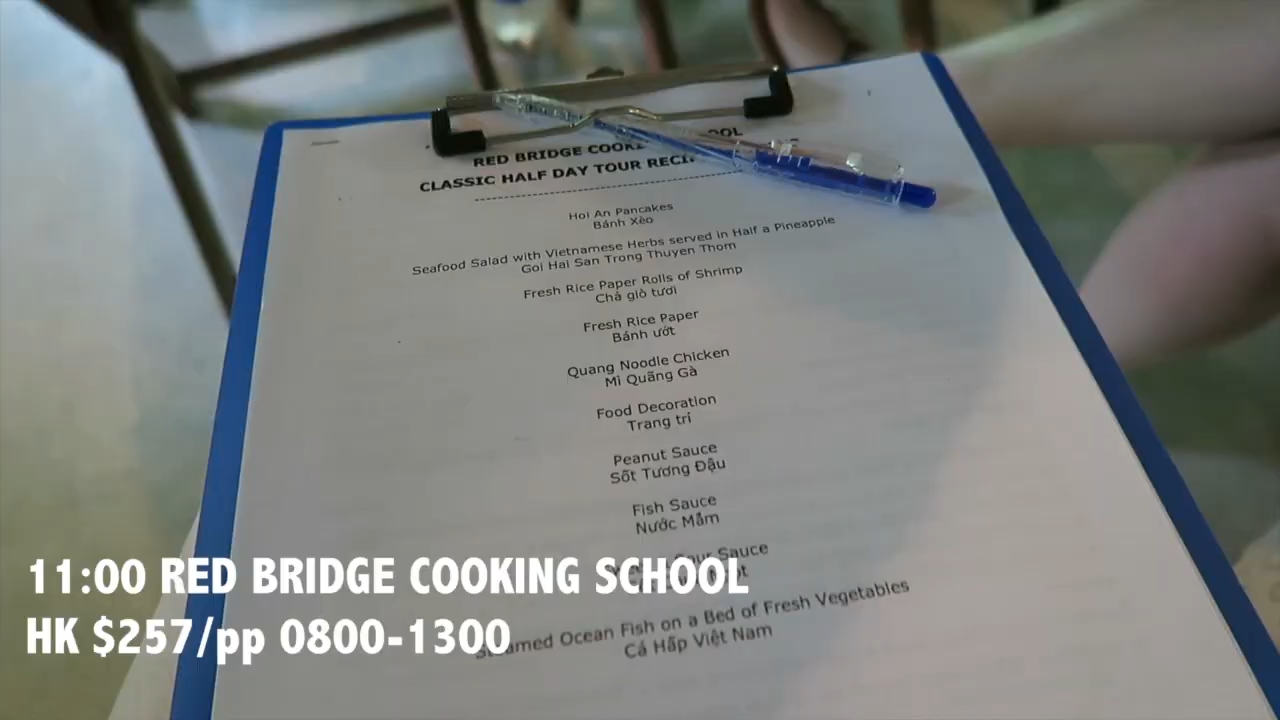 RED BRIDGE COOKING SCHOOL
CLASSIC HALF DAY TOUR
Hoi An Pancakes
Bánh Xèo
Seafood Salad with Vietnamese Herbs served in Half a Pineapple
Goi Hai San Trong Thuyen Thom
Fresh Rice Paper Rolls of Shrimp
Chả giò tươi
Fresh Rice Paper
Bánh ướt
Quang Noodle Chicken
Mì Quãng Gà
Food Decoration
Trang trí
Peanut Sauce
Sốt Tương Đậu
Fish Sauce
Nước Mắm
Sour Sauce
Steamed Ocean Fish on a Bed of Fresh Vegetables
Cá Hấp Việt Nam
11:00 RED BRIDGE COOKING SCHOOL
HK $257/pp 0800-1300